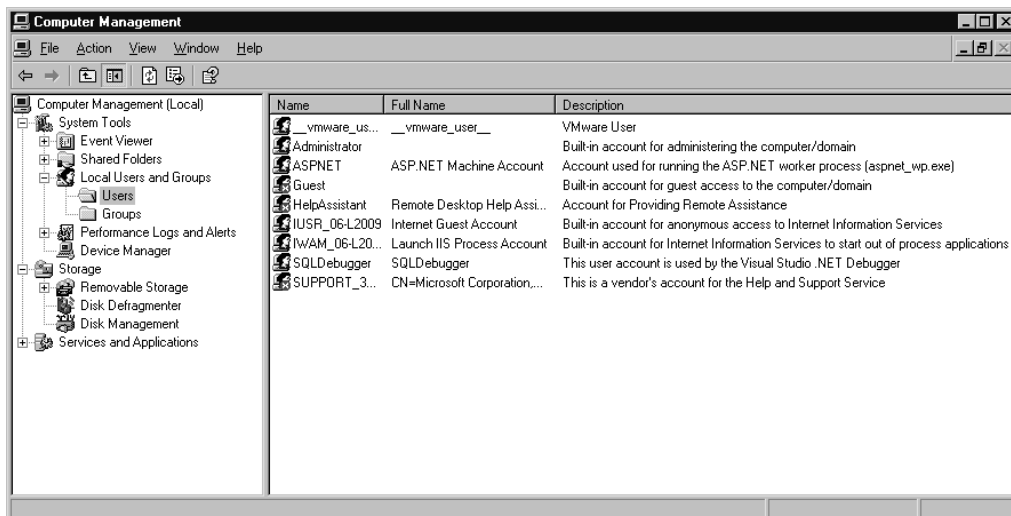 Computer Management
File Action View Window Help
Computer Management (Local)
System Tools
Event Viewer
Shared Folders
Local Users and Groups
Users
Groups
Performance Logs and Alerts
Device Manager
Storage
Removable Storage
Disk Defragmenter
Disk Management
Services and Applications
Name Full Name Description
__vmware_us... __vmware_user__ VMware User
Administrator Built-in account for administering the computer/domain
ASPNET ASP.NET Machine Account Account used for running the ASP.NET worker process (aspnet_wp.exe)
Guest Built-in account for guest access to the computer/domain
HelpAssistant Remote Desktop Help Assi... Account for Providing Remote Assistance
IUSR_06-L2009 Internet Guest Account Built-in account for anonymous access to Internet Information Services
IWAM_06-L20... Launch IIS Process Account Built-in account for Internet Information Services to start out of process applications
SQLDebugger SQLDebugger This user account is used by the Visual Studio .NET Debugger
SUPPORT_3... CN=Microsoft Corporation,... This is a vendor's account for the Help and Support Service